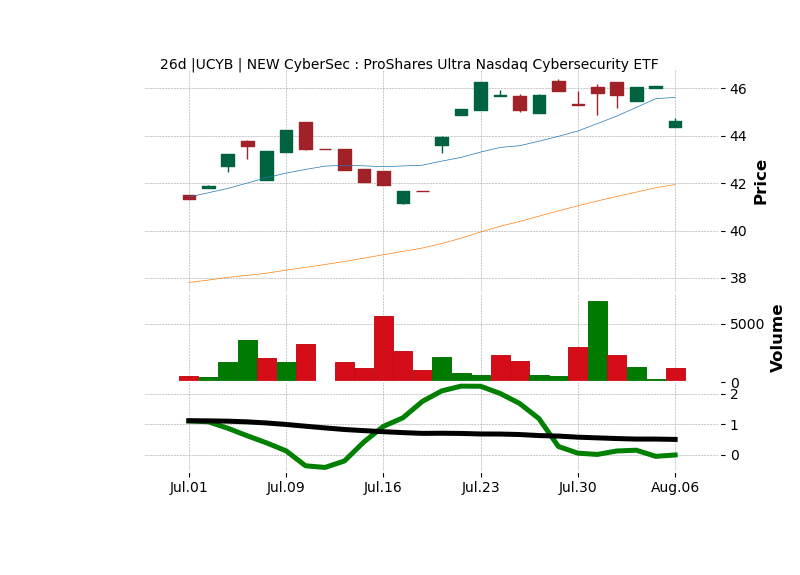 26d |UCYB | NEW CyberSec : ProShares Ultra Nasdaq Cybersecurity ETF
46
44
42
40
38
Price
5000
0
Volume
2
1
0
Jul.01 Jul.09 Jul.16 Jul.23 Jul.30 Aug.06